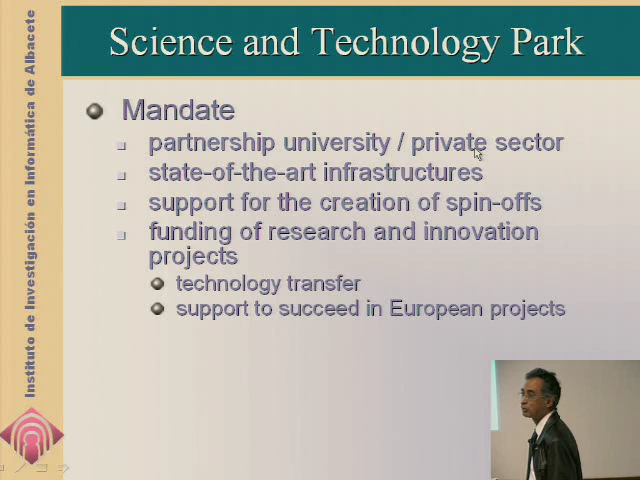 Science and Technology Park
Instituto de Investigación en Informática de Albacete
Mandate
partnership university / private sector
state-of-the-art infrastructures
support for the creation of spin-offs
funding of research and innovation
projects
technology transfer
support to succeed in European projects